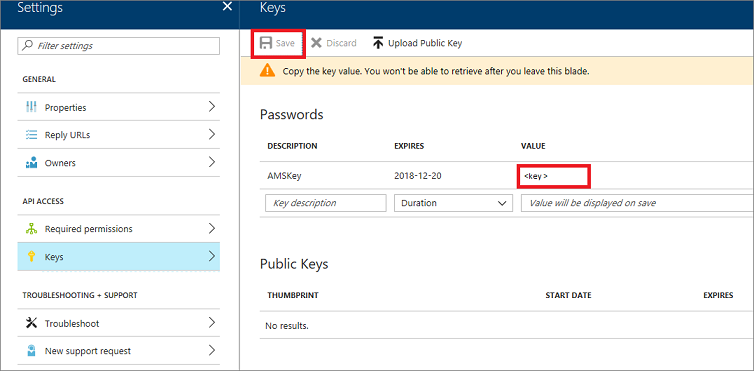 Settings
Filter settings
GENERAL
Properties
Reply URLs
Owners
API ACCESS
Required permissions
Keys
TROUBLESHOOTING + SUPPORT
Troubleshoot
New support request
Keys
Save Discard Upload Public Key
Copy the key value. You won't be able to retrieve after you leave this blade.
Passwords
DESCRIPTION EXPIRES VALUE
AMSKey 2018-12-20 <key >
Key description Duration Value will be displayed on save
Public Keys
THUMBPRINT START DATE EXPIRES
No results.